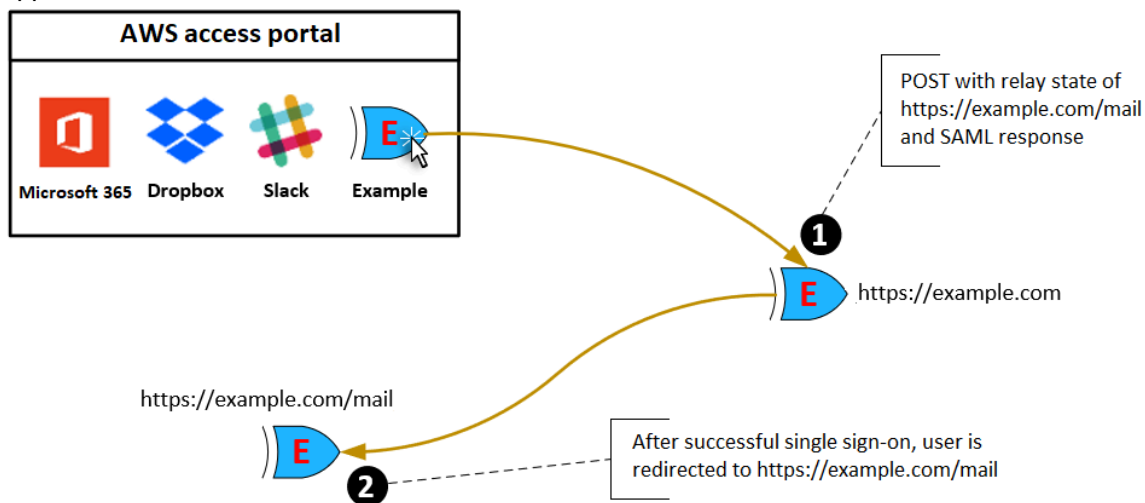 AWS access portal
Microsoft 365
Dropbox
Slack
E
Example
POST with relay state of
https://example.com/mail
and SAML response
1
E
https://example.com
https://example.com/mail
E
2
After successful single sign-on, user is
redirected to https://example.com/mail